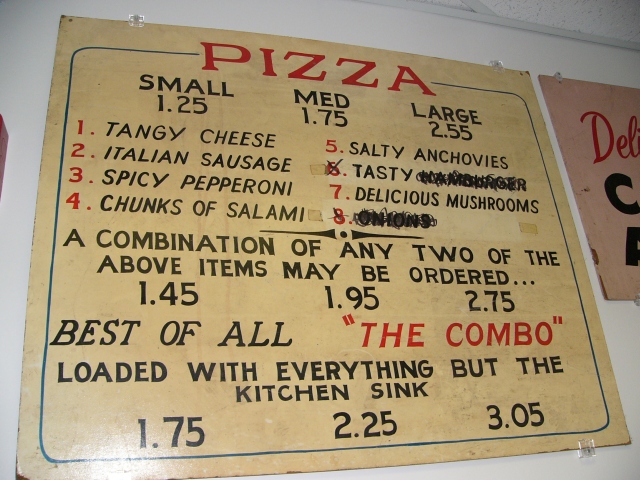 PIZZA
SMALL MED LARGE
1.25 1.75 2.55
1. TANGY CHEESE
2. ITALIAN SAUSAGE
3. SPICY PEPPERONI
4. CHUNKS OF SALAMI
5. SALTY ANCHOVIES
6. TASTY HAMBURGER
7. DELICIOUS MUSHROOMS
8. ONIONS
A COMBINATION OF ANY TWO OF THE
ABOVE ITEMS MAY BE ORDERED...
1.45 1.95 2.75
BEST OF ALL "THE COMBO"
LOADED WITH EVERYTHING BUT THE
KITCHEN SINK
1.75 2.25 3.05